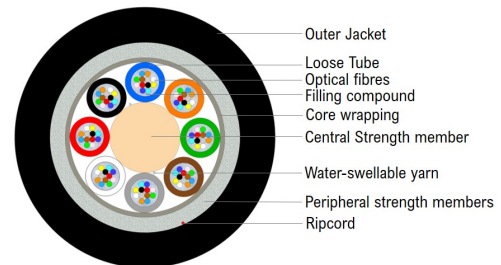 Outer Jacket
Loose Tube
Optical fibres
Filling compound
Core wrapping
Central Strength member
Water-swellable yarn
Peripheral strength members
Ripcord